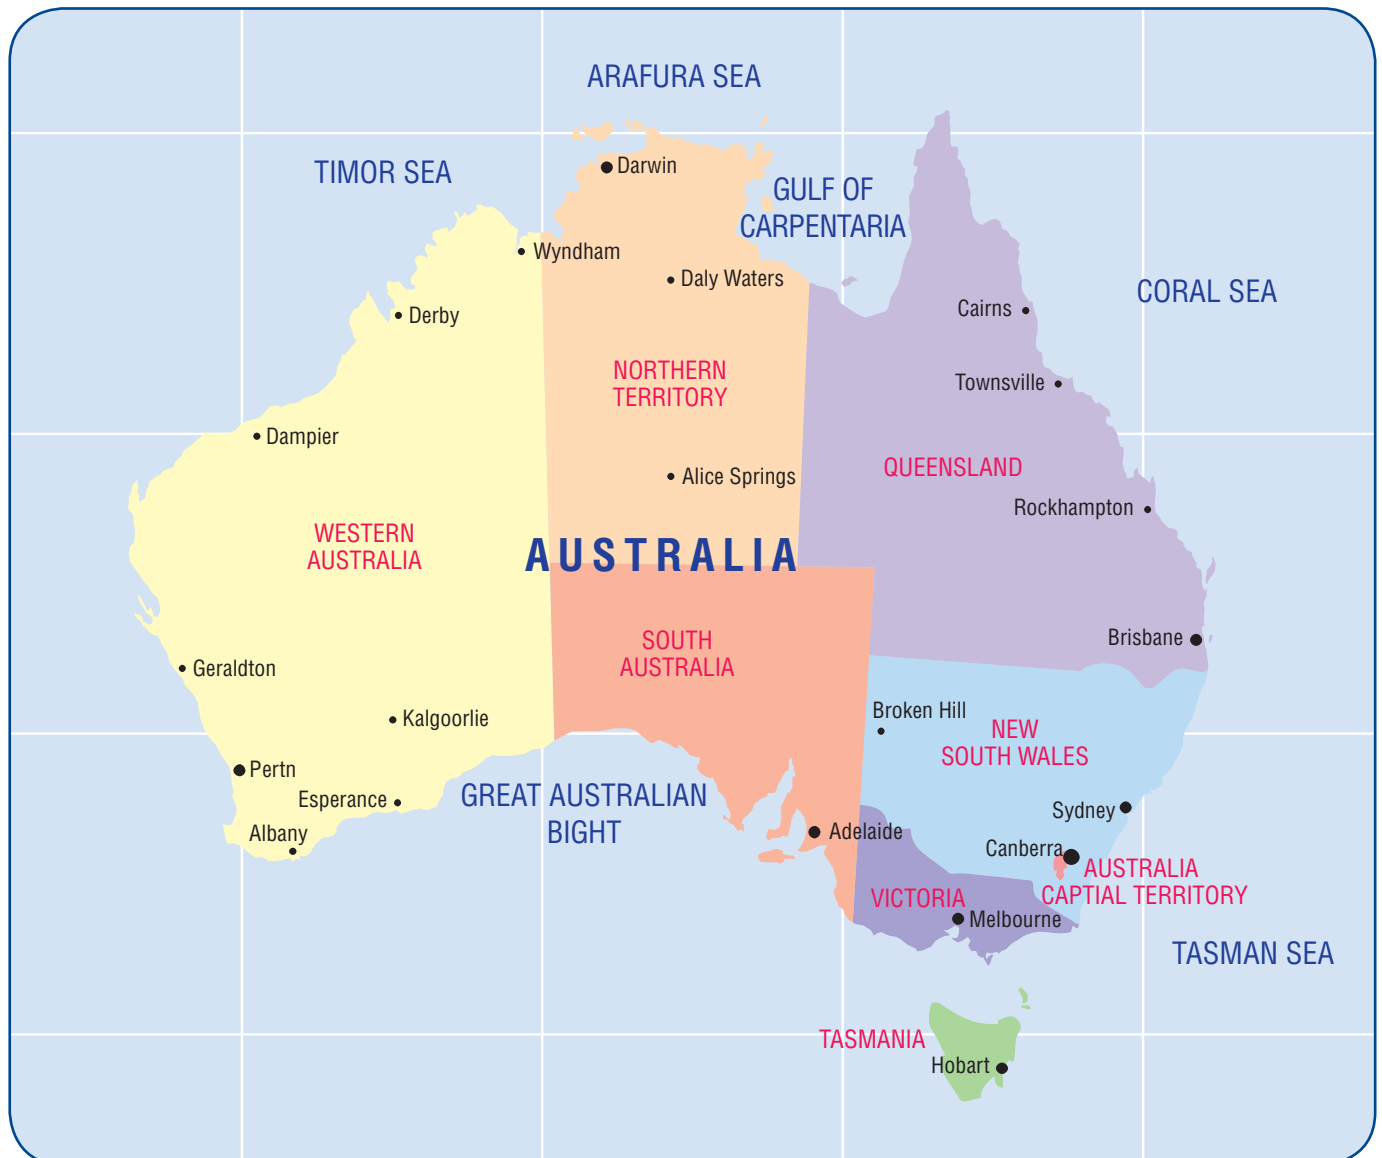 ARAFURA SEA
TIMOR SEA
Darwin
GULF OF
CARPENTARIA
Wyndham
Daly Waters
CORAL SEA
Derby
Cairns
NORTHERN
TERRITORY
Townsville
Dampier
Alice Springs
QUEENSLAND
Rockhampton
WESTERN
AUSTRALIA
AUSTRALIA
SOUTH
AUSTRALIA
Brisbane
Geraldton
Kalgoorlie
Broken Hill
NEW
SOUTH WALES
Pertn
Esperance
GREAT AUSTRALIAN
BIGHT
Sydney
Albany
Adelaide
Canberra
AUSTRALIA
CAPTIAL TERRITORY
VICTORIA
Melbourne
TASMAN SEA
TASMANIA
Hobart